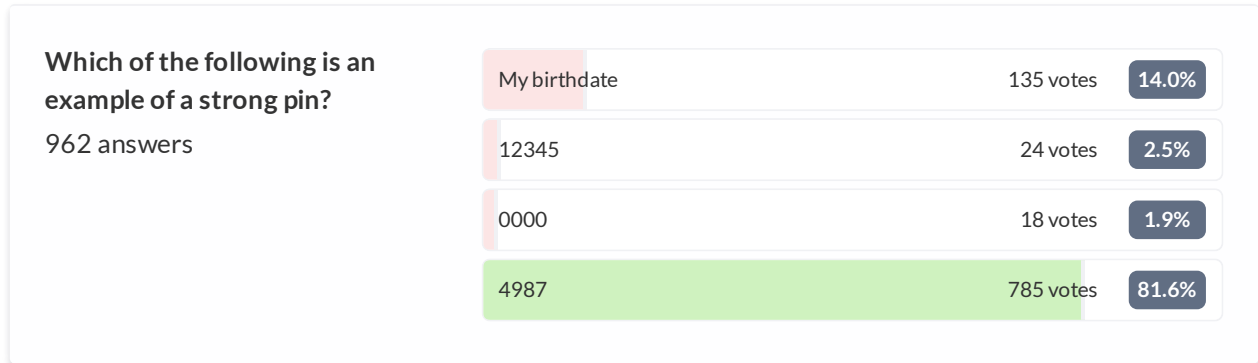 Which of the following is an
example of a strong pin?
962 answers
My birthdate 135 votes 14.0%
12345 24 votes 2.5%
0000 18 votes 1.9%
4987 785 votes 81.6%